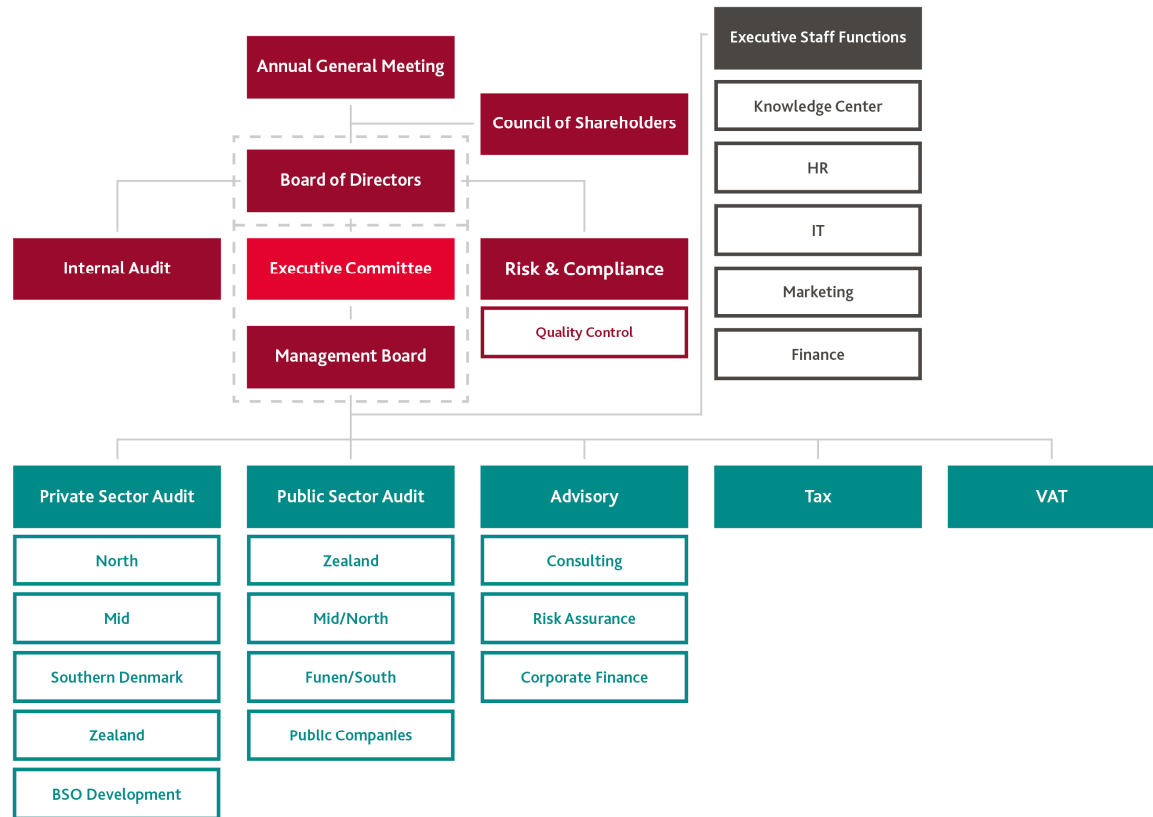 Executive Staff Functions
Annual General Meeting
Knowledge Center
Council of Shareholders
HR
Board of Directors
IT
Internal Audit
Executive Committee
Risk & Compliance
Marketing
Quality Control
Management Board
Finance
Private Sector Audit
Public Sector Audit
Advisory
Tax
VAT
North
Zealand
Consulting
Mid
Mid/North
Risk Assurance
Southern Denmark
Funen/South
Corporate Finance
Zealand
Public Companies
BSO Development